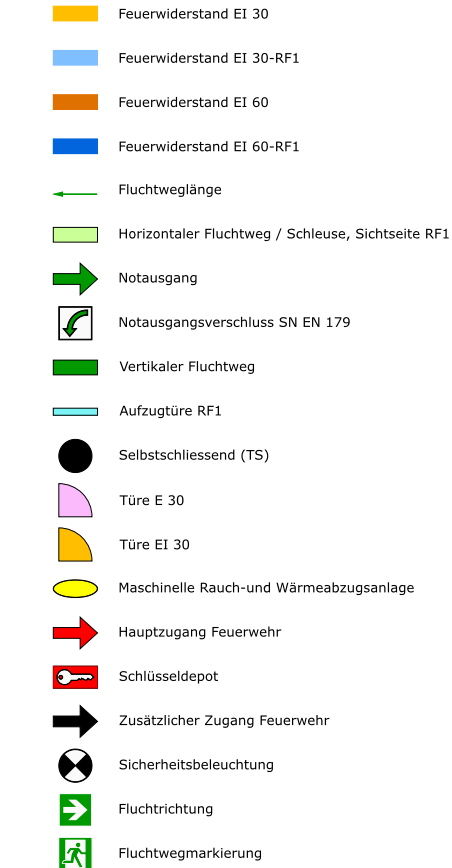 Feuerwiderstand EI 30
Feuerwiderstand EI 30-RF1
Feuerwiderstand EI 60
Feuerwiderstand EI 60-RF1
Fluchtweglänge
Horizontaler Fluchtweg / Schleuse, Sichtseite RF1
Notausgang
Notausgangsverschluss SN EN 179
Vertikaler Fluchtweg
Aufzugtüre RF1
Selbstschliessend (TS)
Türe E 30
Türe EI 30
Maschinelle Rauch-und Wärmeabzugsanlage
Hauptzugang Feuerwehr
Schlüsseldepot
Zusätzlicher Zugang Feuerwehr
Sicherheitsbeleuchtung
Fluchtrichtung
Fluchtwegmarkierung